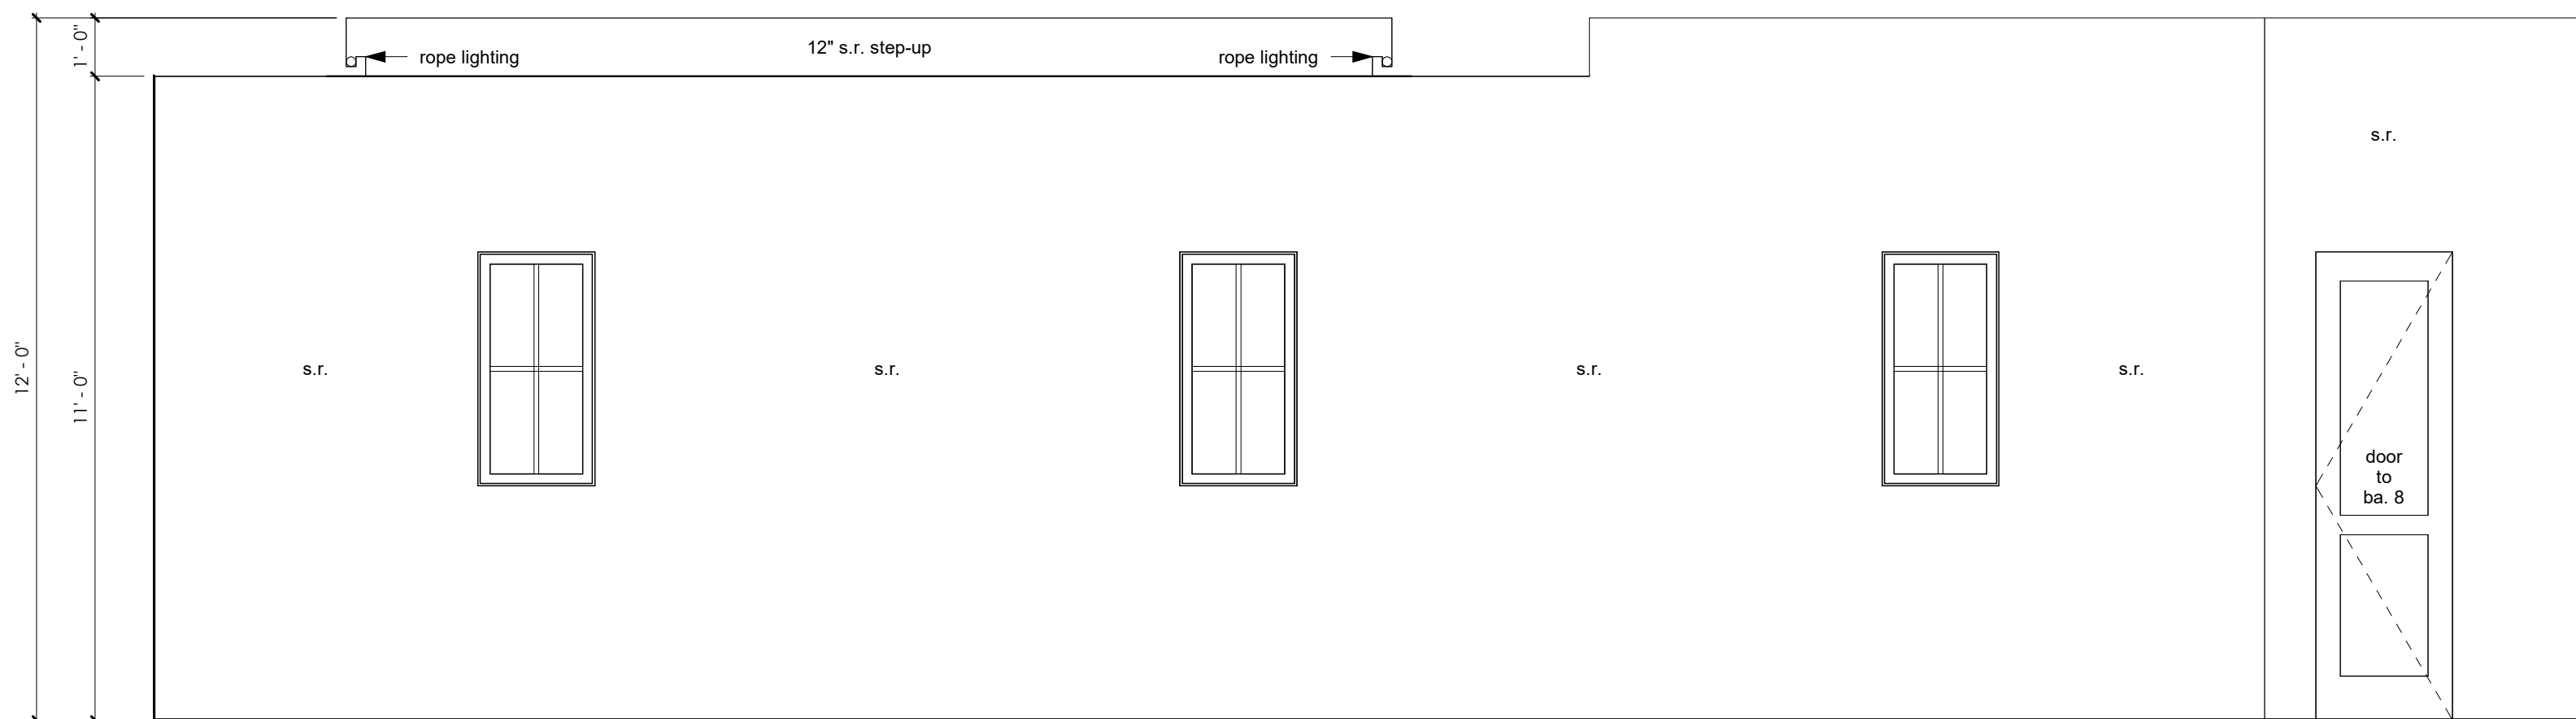 1' - 0"
rope lighting
12" s.r. step-up
rope lighting
s.r.
12' - 0"
11' - 0"
s.r.
s.r.
s.r.
s.r.
door
to
ba. 8